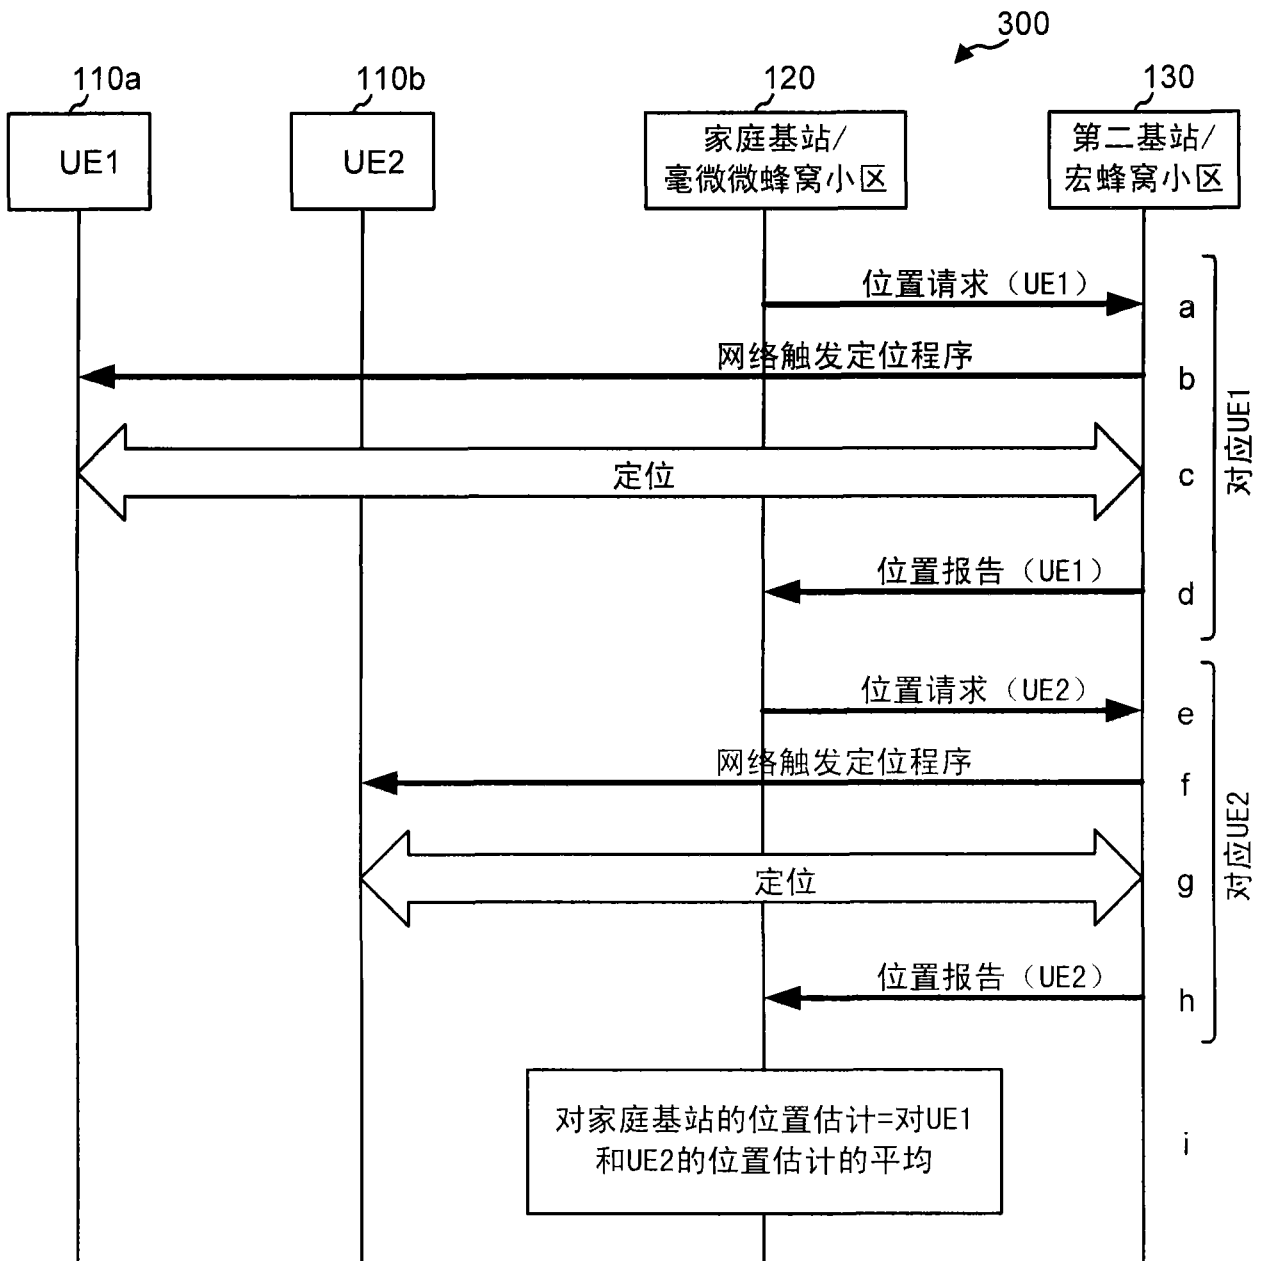 300
110a
110b
120
130
UE1
UE2
家庭基站/
毫微微蜂窝小区
第二基站/
宏蜂窝小区
位置请求（UE1）
a
网络触发定位程序
b
定位
c
位置报告（UE1）
d
对应UE1
位置请求（UE2）
e
网络触发定位程序
f
定位
g
位置报告（UE2）
h
对应UE2
对家庭基站的位置估计=对UE1
和UE2的位置估计的平均
i